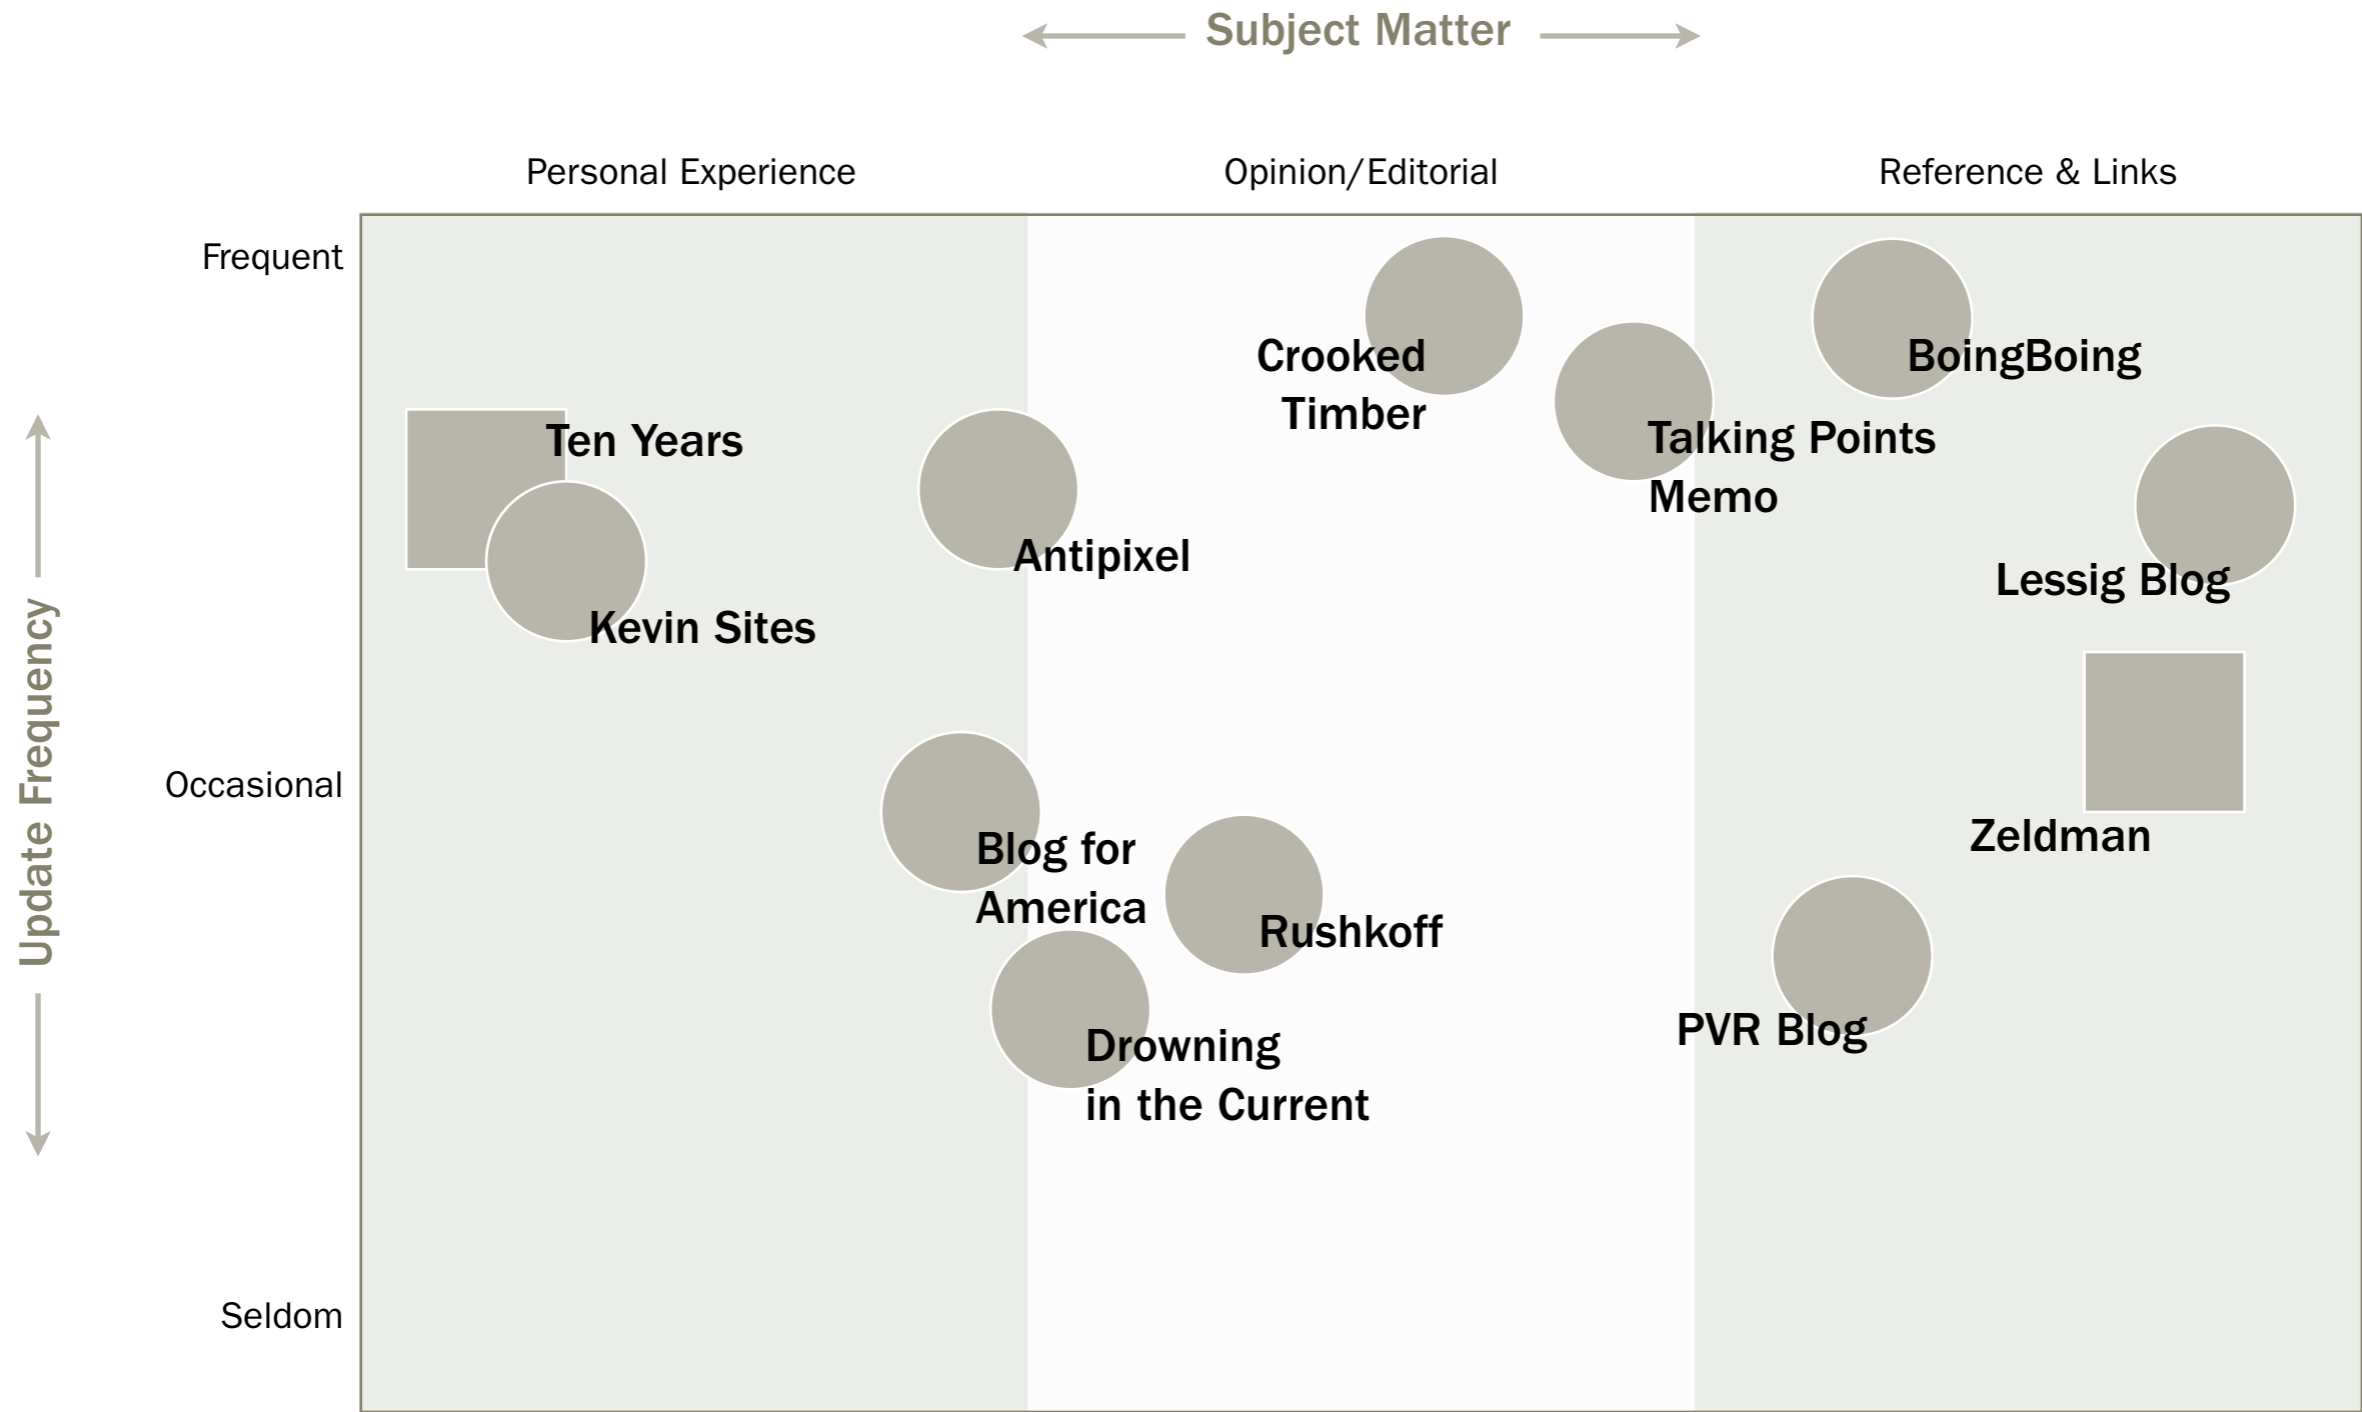 Subject Matter
Personal Experience
Opinion/Editorial
Reference & Links
Update Frequency
Frequent
Occasional
Seldom
Crooked
Timber
BoingBoing
Ten Years
Talking Points
Memo
Antipixel
Lessig Blog
Kevin Sites
Zeldman
Blog for
America
Rushkoff
PVR Blog
Drowning
in the Current